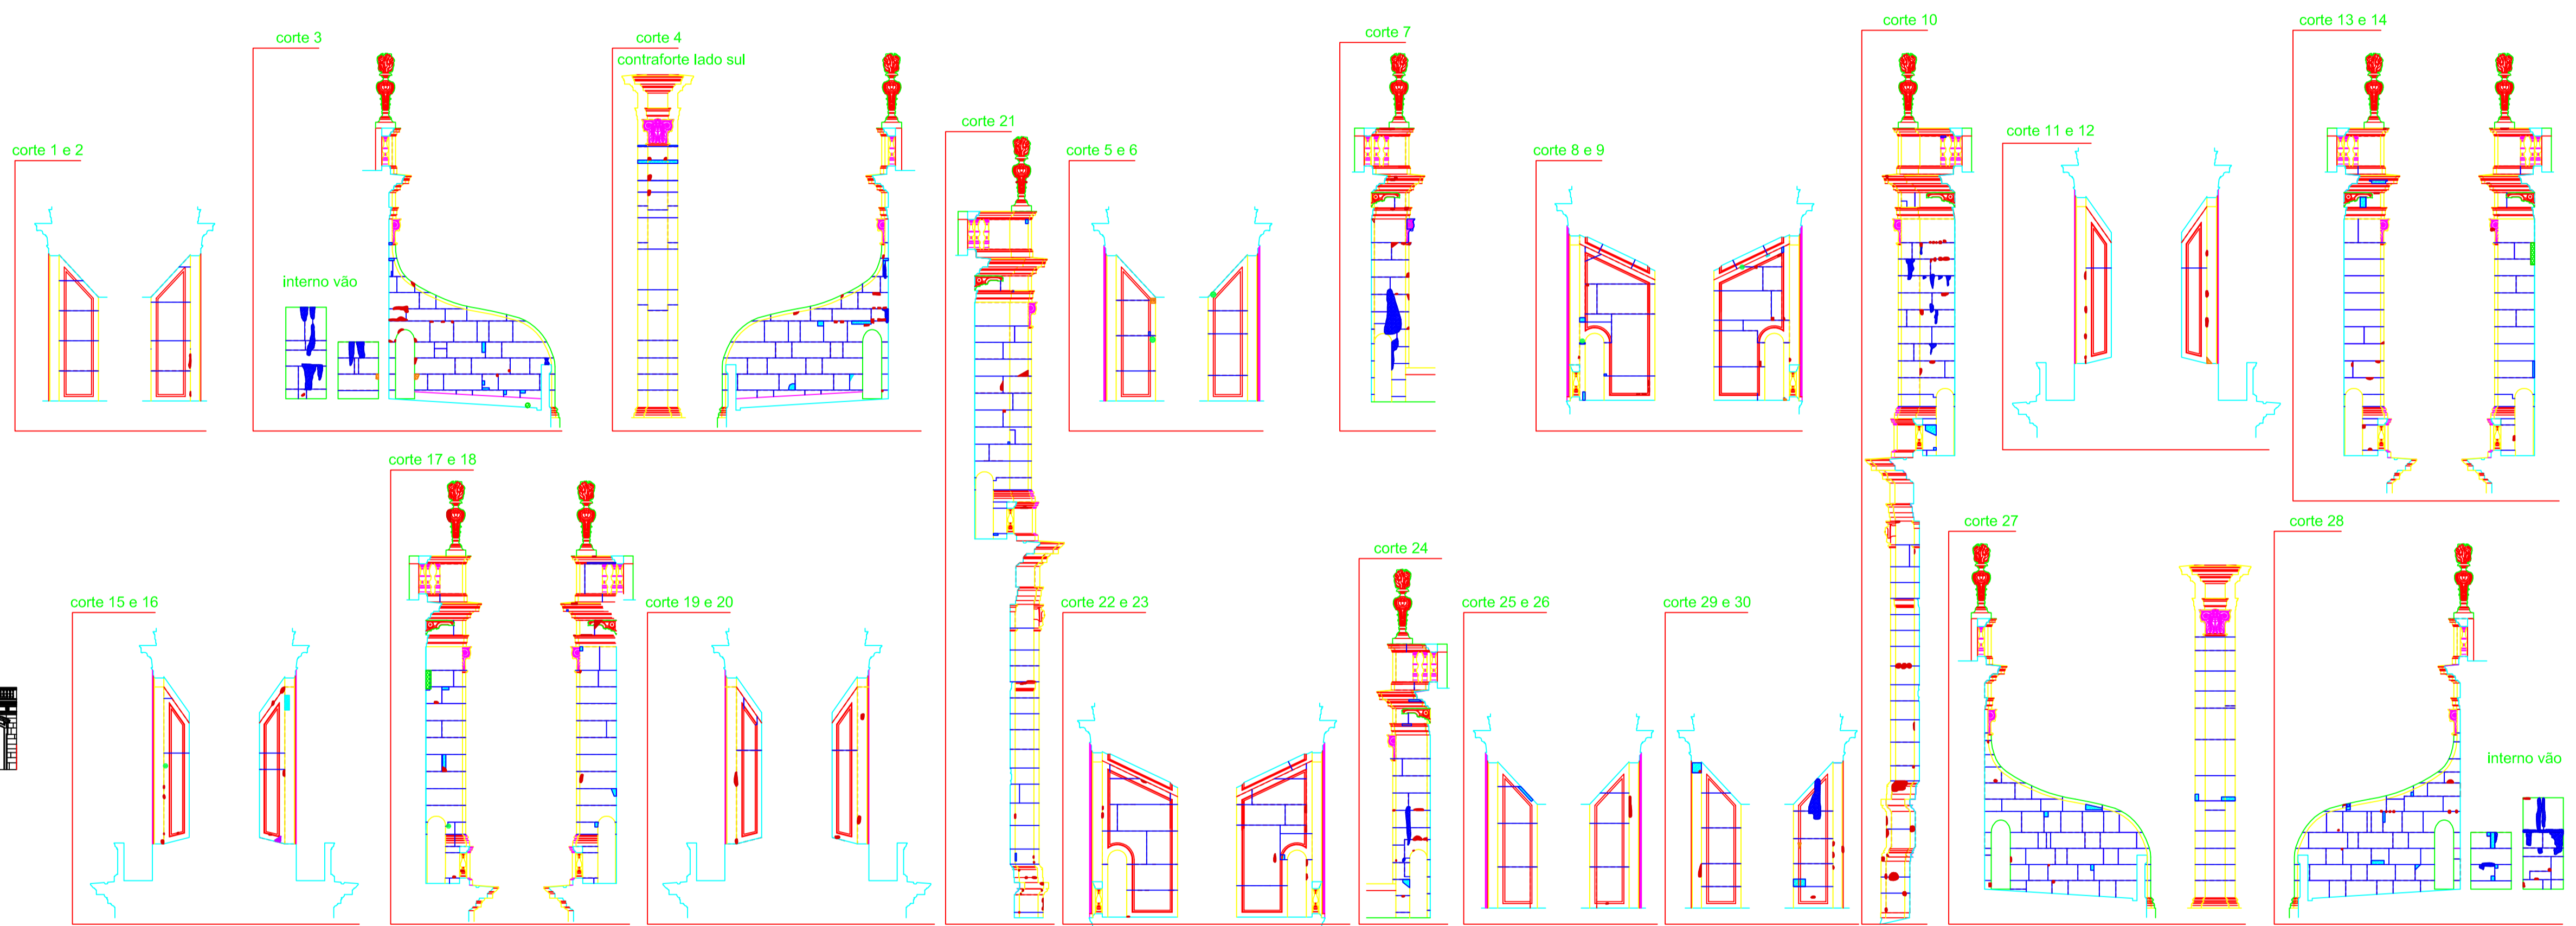 corte 1 e 2
corte 3
interno vão
corte 4
contraforte lado sul
corte 21
corte 5 e 6
corte 7
corte 8 e 9
corte 10
corte 11 e 12
corte 13 e 14
corte 15 e 16
corte 17 e 18
corte 19 e 20
corte 22 e 23
corte 24
corte 25 e 26
corte 29 e 30
corte 27
corte 28
interno vão